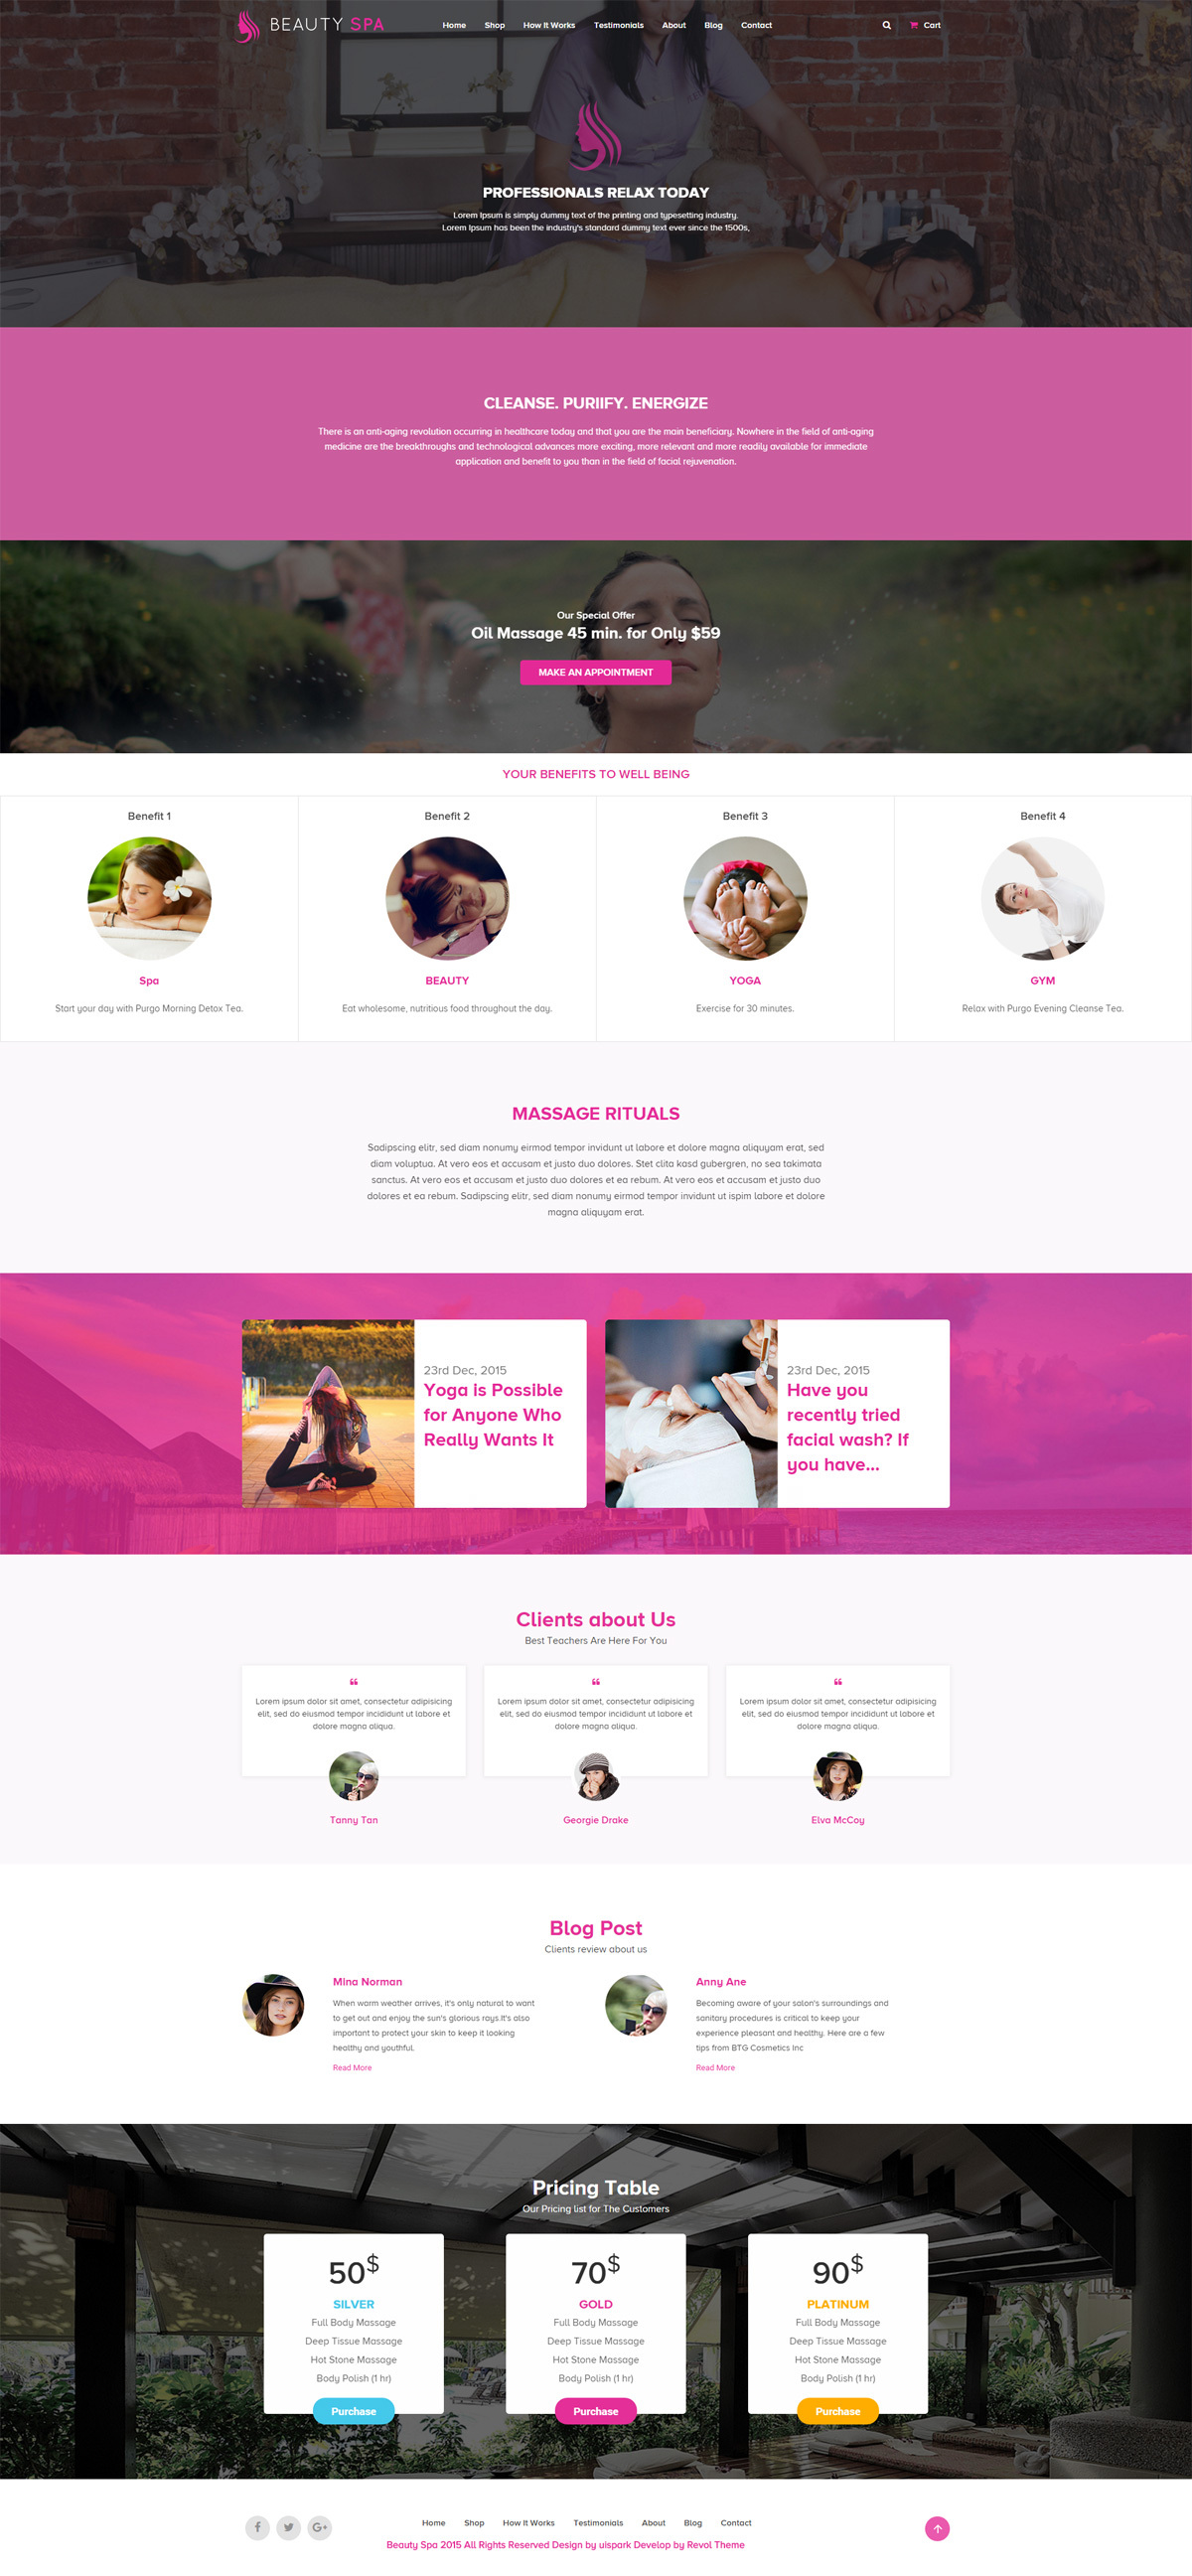 BEAUTY SPA
Home Shop How It Works Testimonials About Blog Contact
Cart
PROFESSIONALS RELAX TODAY
Lorem Ipsum is simply dummy text of the printing and typesetting industry.
Lorem Ipsum has been the industry's standard dummy text ever since the 1500s,
CLEANSE. PURIIFY. ENERGIZE
There is an anti-aging revolution occurring in healthcare today and that you are the main beneficiary. Nowhere in the field of anti-aging
medicine are the breakthroughs and technological advances more exciting, more relevant and more readily available for immediate
application and benefit to you than in the field of facial rejuvenation.
Our Special Offer
Oil Massage 45 min. for Only $59
MAKE AN APPOINTMENT
YOUR BENEFITS TO WELL BEING
Benefit 1
Spa
Start your day with Purgo Morning Detox Tea.
Benefit 2
BEAUTY
Eat wholesome, nutritious food throughout the day.
Benefit 3
YOGA
Exercise for 30 minutes.
Benefit 4
GYM
Relax with Purgo Evening Cleanse Tea.
MASSAGE RITUALS
Sadipscing elitr, sed diam nonumy eirmod tempor invidunt ut labore et dolore magna aliquyam erat, sed
diam voluptua. At vero eos et accusam et justo duo dolores. Stet clita kasd gubergren, no sea takimata
sanctus. At vero eos et accusam et justo duo dolores et ea rebum. At vero eos et accusam et justo duo
dolores et ea rebum. Sadipscing elitr, sed diam nonumy eirmod tempor invidunt ut ispim labore et dolore
magna aliquyam erat.
23rd Dec, 2015
Yoga is Possible
for Anyone Who
Really Wants It
23rd Dec, 2015
Have you
recently tried
facial wash? If
you have...
Clients about Us
Best Teachers Are Here For You
“
Lorem ipsum dolor sit amet, consectetur adipisicing
elit, sed do eiusmod tempor incididunt ut labore et
dolore magna aliqua.
Tanny Tan
“
Lorem ipsum dolor sit amet, consectetur adipisicing
elit, sed do eiusmod tempor incididunt ut labore et
dolore magna aliqua.
Georgie Drake
“
Lorem ipsum dolor sit amet, consectetur adipisicing
elit, sed do eiusmod tempor incididunt ut labore et
dolore magna aliqua.
Elva McCoy
Blog Post
Clients review about us
Mina Norman
When warm weather arrives, it's only natural to want
to get out and enjoy the sun's glorious rays.It's also
important to protect your skin to keep it looking
healthy and youthful.
Read More
Anny Ane
Becoming aware of your salon's surroundings and
sanitary procedures is critical to keep your
experience pleasant and healthy. Here are a few
tips from BTG Cosmetics Inc
Read More
Pricing Table
Our Pricing list for The Customers
50$
SILVER
Full Body Massage
Deep Tissue Massage
Hot Stone Massage
Body Polish (1 hr)
Purchase
70$
GOLD
Full Body Massage
Deep Tissue Massage
Hot Stone Massage
Body Polish (1 hr)
Purchase
90$
PLATINUM
Full Body Massage
Deep Tissue Massage
Hot Stone Massage
Body Polish (1 hr)
Purchase
Home Shop How It Works Testimonials About Blog Contact
Beauty Spa 2015 All Rights Reserved Design by uispark Develop by Revol Theme